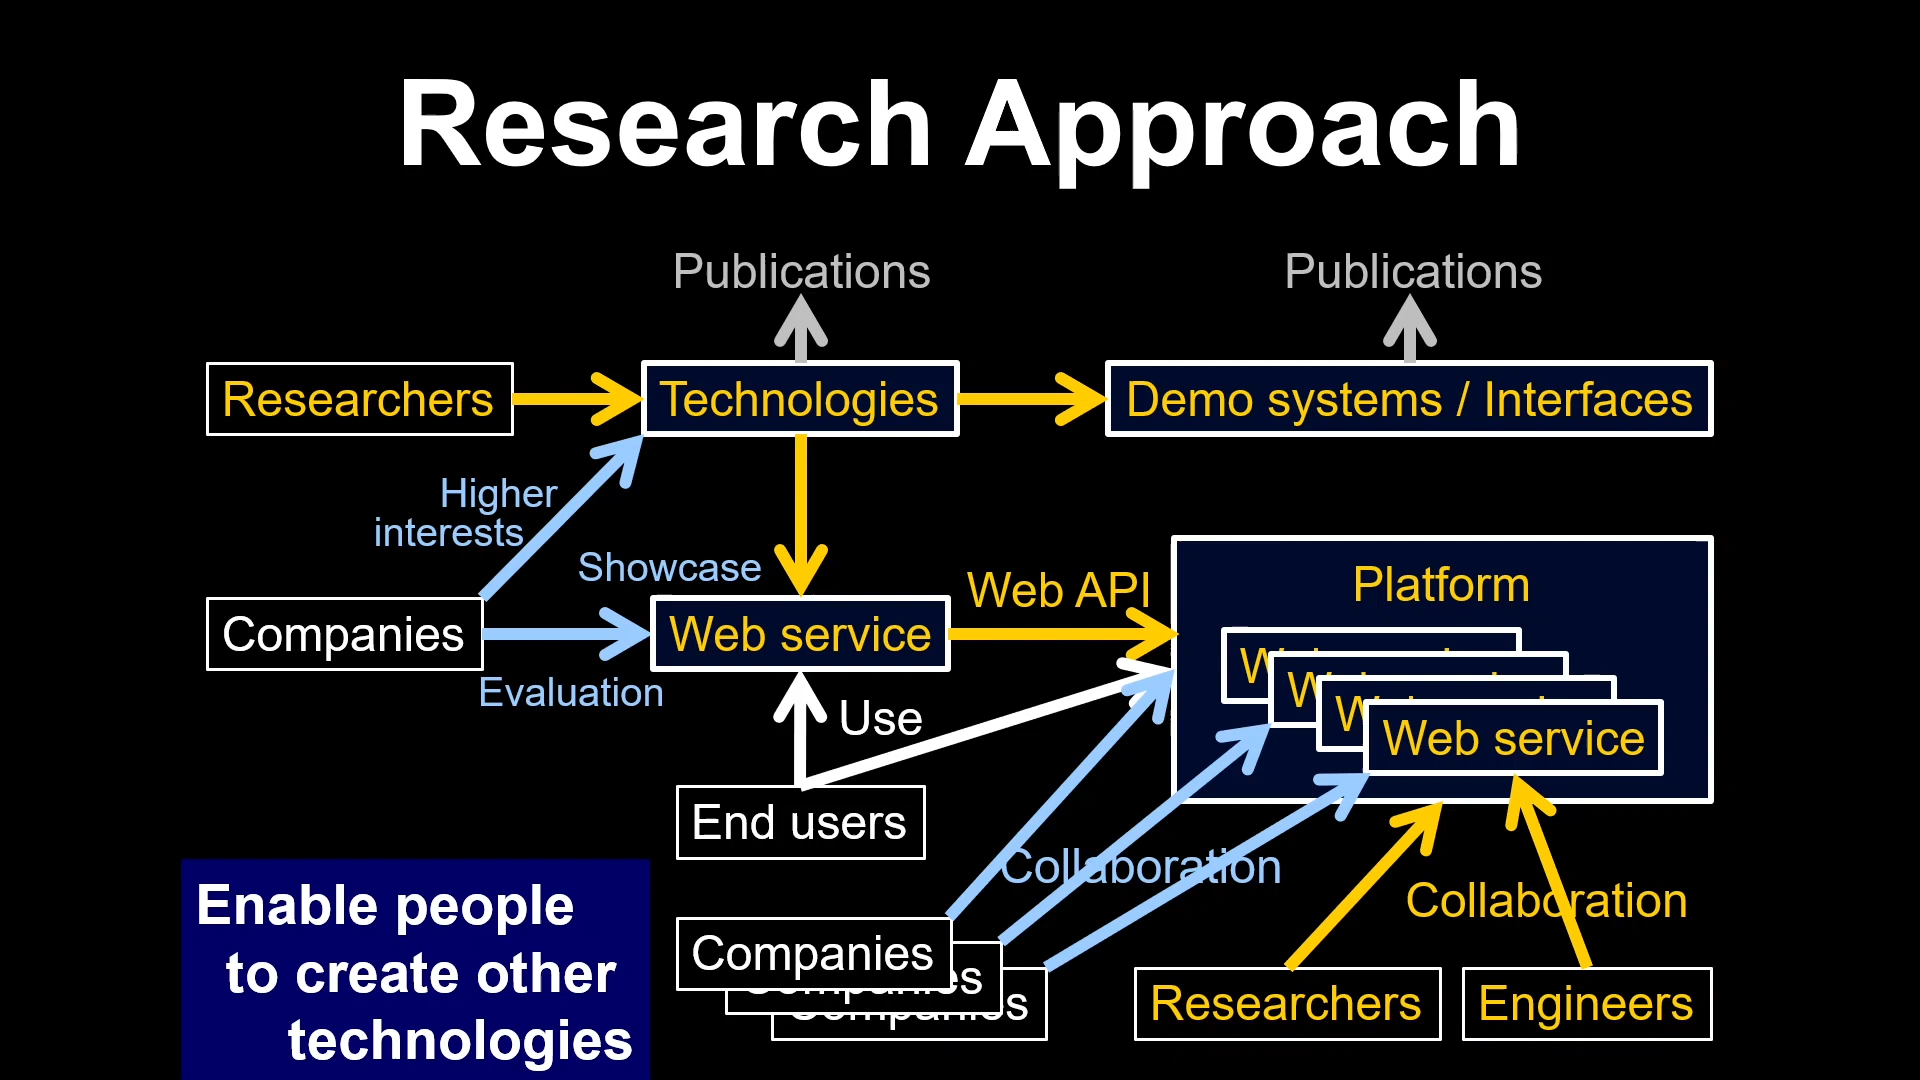 Research Approach
Publications
Publications
Researchers
Technologies
Demo systems / Interfaces
Higher
interests
Showcase
Companies
Web service
Web API
Platform
Evaluation
Use
Web service
End users
Collaboration
Collaboration
Enable people
to create other
technologies
Companies
Researchers
Engineers